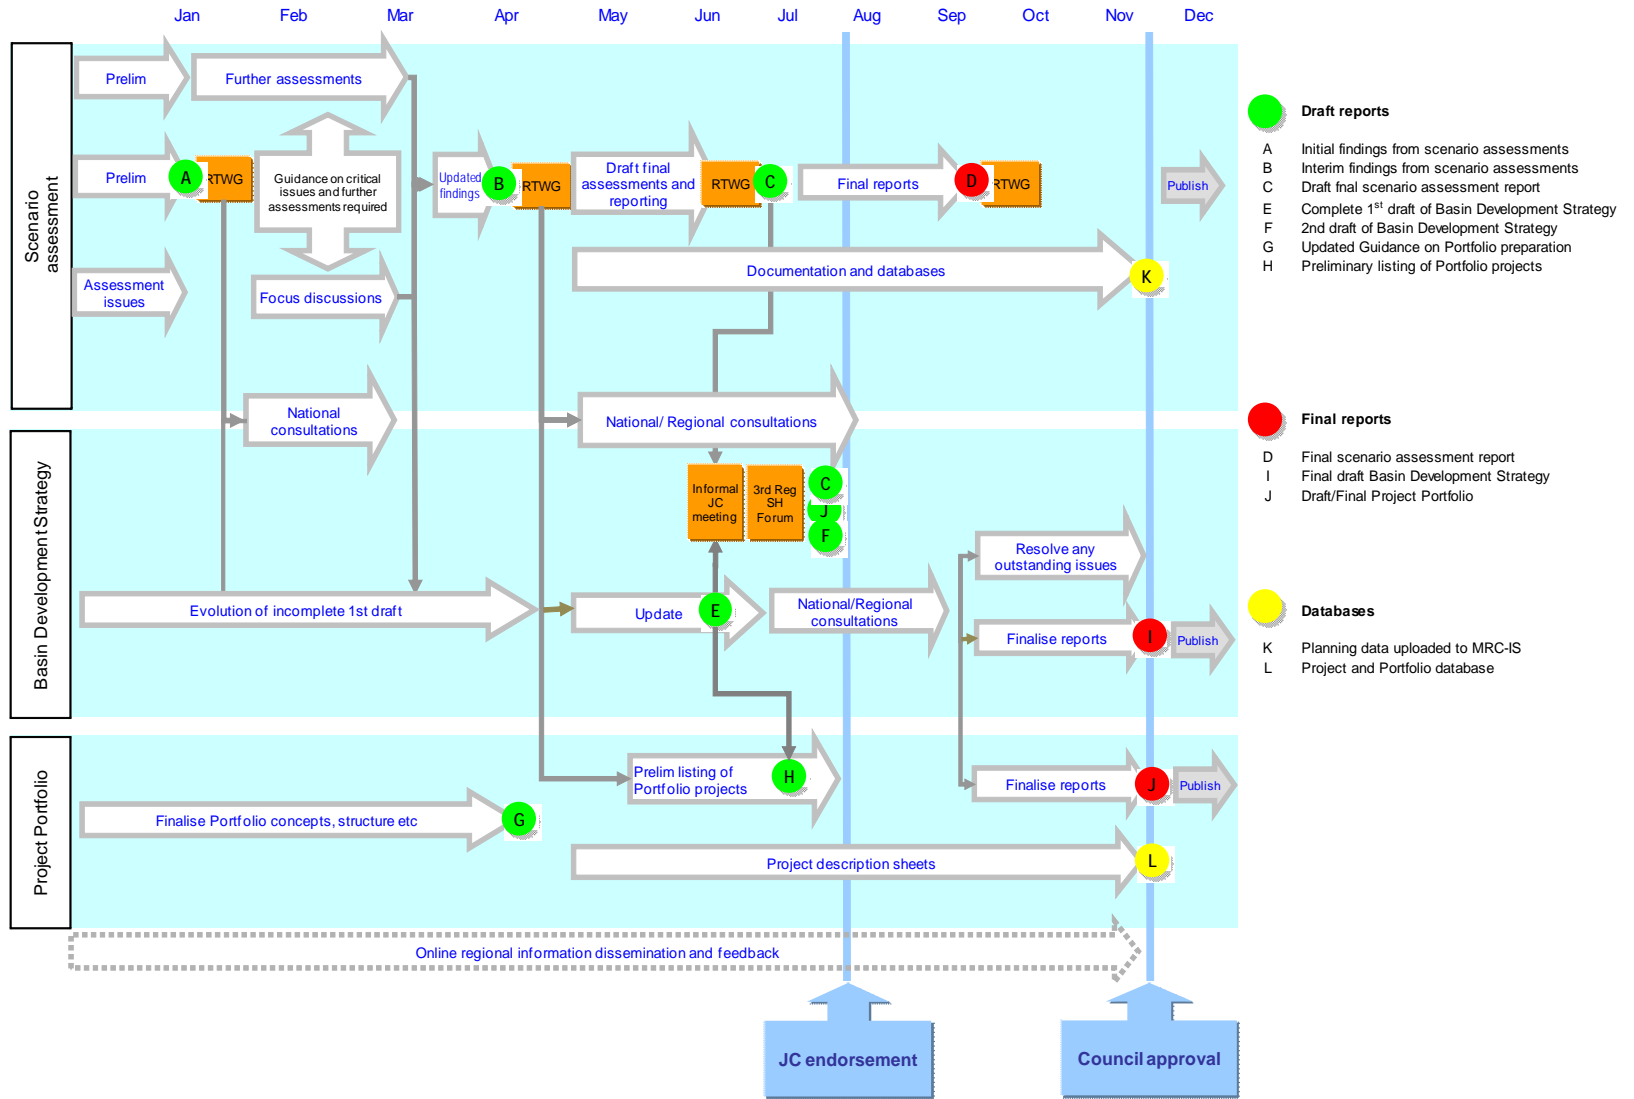 Jan Feb Mar Apr May Jun Jul Aug Sep Oct Nov Dec
Scenario
assessment
Prelim
Further assessments
Prelim
A
RTWG
Guidance on critical
issues and further
assessments required
Updated
findings
B
RTWG
Draft final
assessments and
reporting
RTWG
C
Final reports
D
RTWG
Publish
Assessment
issues
Focus discussions
Documentation and databases
K
National
consultations
National/ Regional consultations
Basin Development Strategy
Informal
JC
meeting
3rd Reg
SH
Forum
C
J
F
Evolution of incomplete 1st draft
Update
E
National/Regional
consultations
Resolve any
outstanding issues
Finalise reports
I
Publish
Project Portfolio
Prelim listing of
Portfolio projects
H
Finalise reports
J
Publish
Finalise Portfolio concepts, structure etc
G
Project description sheets
L
Online regional information dissemination and feedback
JC endorsement
Council approval
Draft reports
A Initial findings from scenario assessments
B Interim findings from scenario assessments
C Draft fnal scenario assessment report
E Complete 1st draft of Basin Development Strategy
F 2nd draft of Basin Development Strategy
G Updated Guidance on Portfolio preparation
H Preliminary listing of Portfolio projects
Final reports
D Final scenario assessment report
I Final draft Basin Development Strategy
J Draft/Final Project Portfolio
Databases
K Planning data uploaded to MRC-IS
L Project and Portfolio database